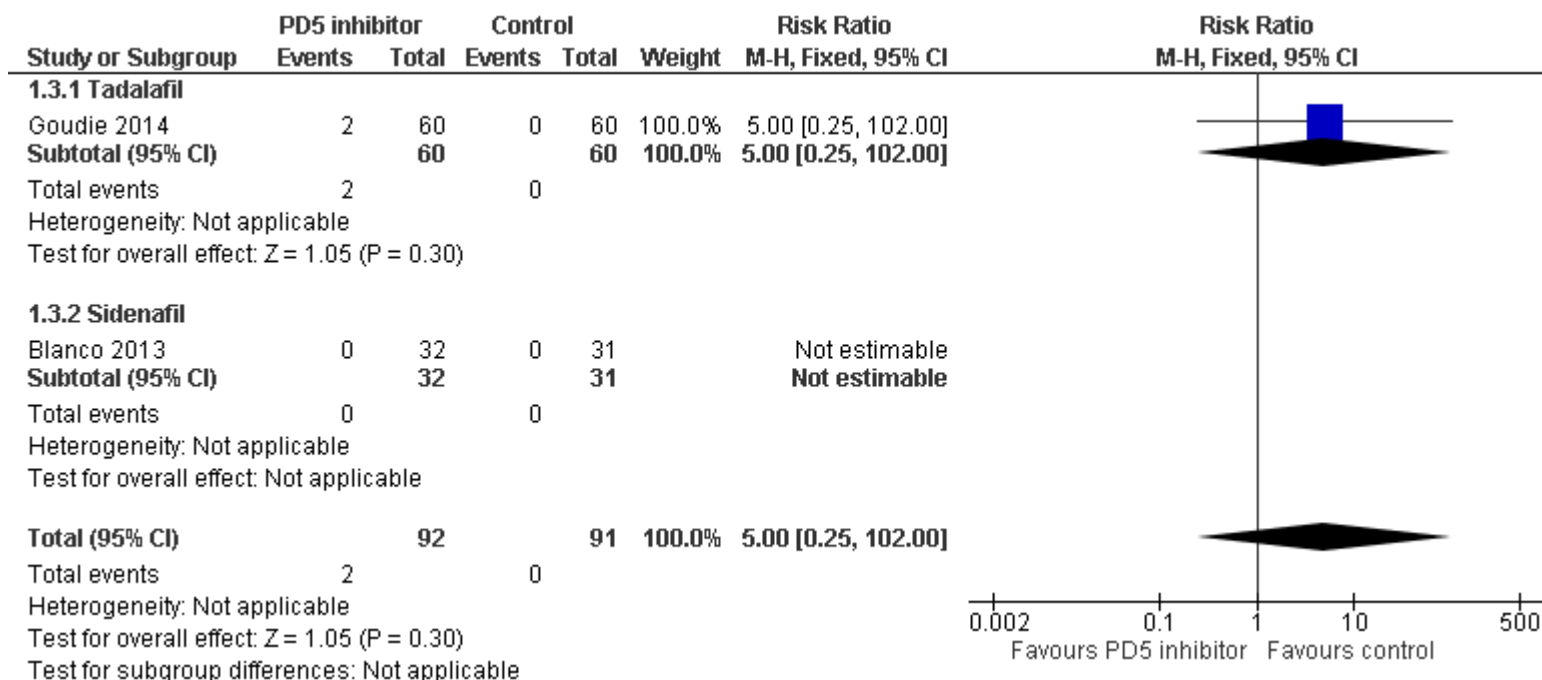 PD5 inhibitor Control Risk Ratio Risk Ratio
Study or Subgroup Events Total Events Total Weight M-H, Fixed, 95% CI M-H, Fixed, 95% CI
1.3.1 Tadalafil
Goudie 2014 2 60 0 60 100.0% 5.00 [0.25, 102.00]
Subtotal (95% CI) 60 60 100.0% 5.00 [0.25, 102.00]
Total events 2 0
Heterogeneity: Not applicable
Test for overall effect: Z = 1.05 (P = 0.30)
1.3.2 Sidenafil
Blanco 2013 0 32 0 31 Not estimable
Subtotal (95% CI) 32 31 Not estimable
Total events 0 0
Heterogeneity: Not applicable
Test for overall effect: Not applicable
Total (95% CI) 92 91 100.0% 5.00 [0.25, 102.00]
Total events 2 0
Heterogeneity: Not applicable
Test for overall effect: Z = 1.05 (P = 0.30)
Test for subgroup differences: Not applicable
0.002 0.1 1 10 500
Favours PD5 inhibitor Favours control